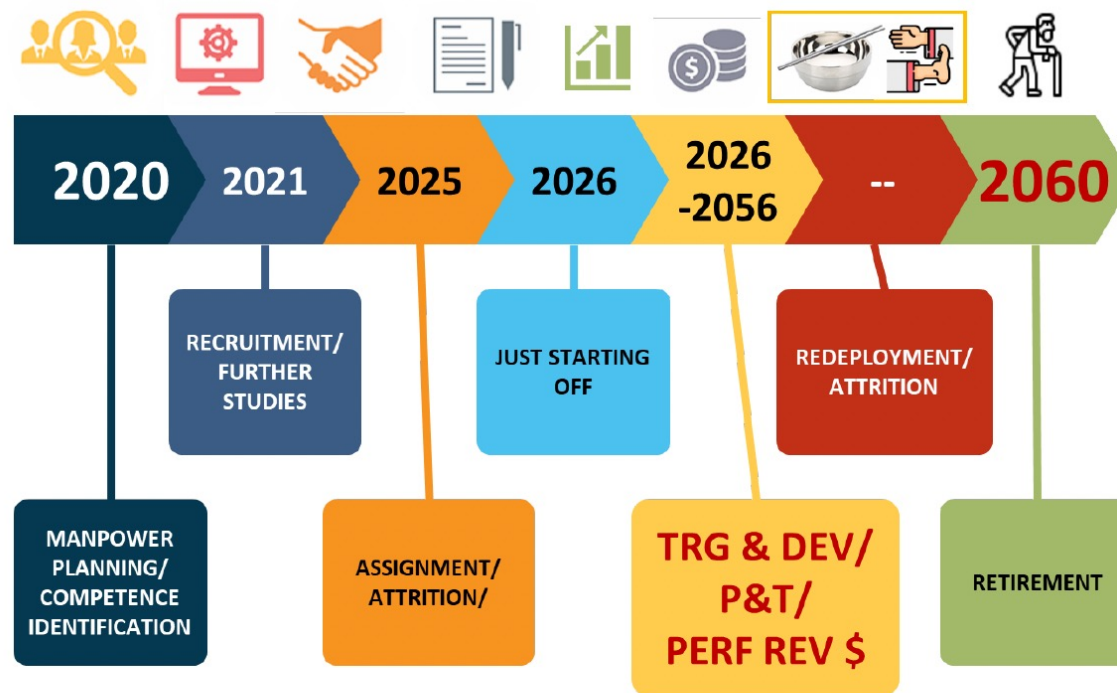 2020
2021
2025
2026
2026
-2056
--
2060
RECRUITMENT/
FURTHER
STUDIES
JUST STARTING
OFF
REDEPLOYMENT/
ATTRITION
MANPOWER
PLANNING/
COMPETENCE
IDENTIFICATION
ASSIGNMENT/
ATTRITION/
TRG & DEV/
P&T/
PERF REV $
RETIREMENT